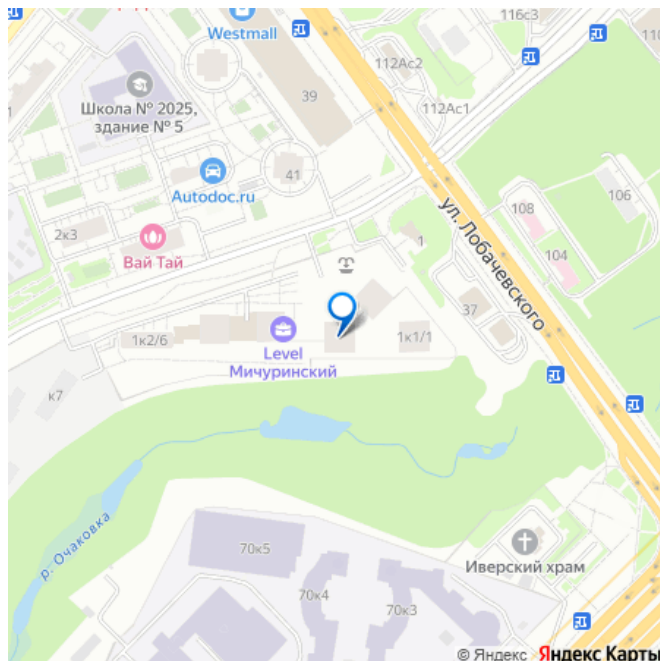 116с3
Westmall
112Ас2
110
Школа № 2025,
здание № 5
39
112Ас1
41
Autodoc.ru
106
108
2к3
Вай Тай
1
ул. Лобачевского
104
37
1к2/6
Level
Мичуринский
1к1/1
к7
р. Очаковка
70к5
Иверский храм
70к4
70к3
© Яндекс Яндекс Карты